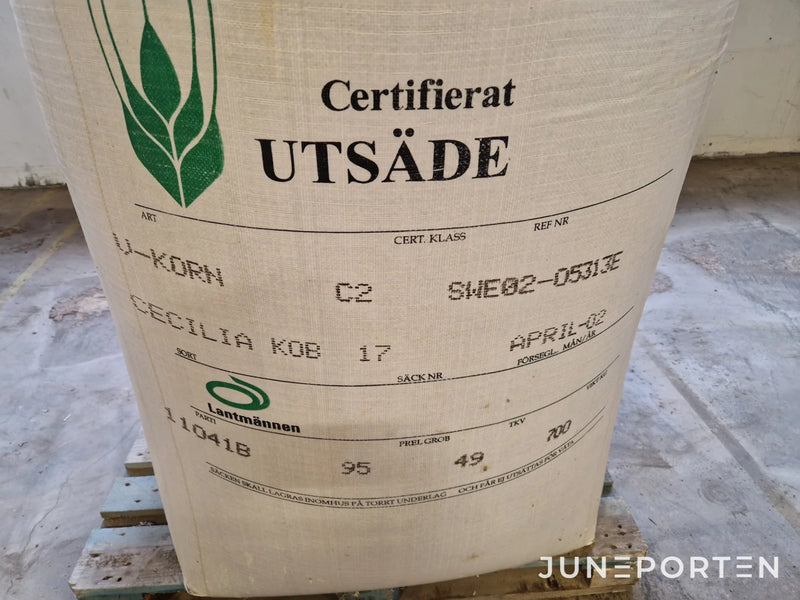 Certifierat
UTSÄDE
ART CERT. KLASS REF NR
V-KORN C2 SWE02-05313E
CECILIA KOB 17 APRIL-02
SORT SÄCK NR FÖRSEGL. MÅN/ÅR
Lantmännen
PARTI PREL GROB TKV VIKT KG
11041B 95 49 700
SÄCKEN SKALL LAGRAS INOMHUS PÅ TORRT UNDERLAG OCH FÅR EJ UTSÄTTAS FÖR VÄTA
JUNEPORTEN